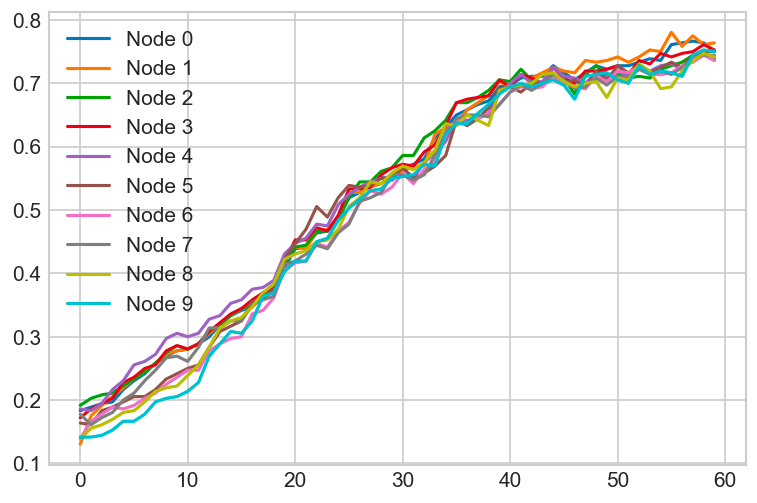 0.8
0.7
0.6
0.5
0.4
0.3
0.2
0.1
Node 0
Node 1
Node 2
Node 3
Node 4
Node 5
Node 6
Node 7
Node 8
Node 9
0 10 20 30 40 50 60